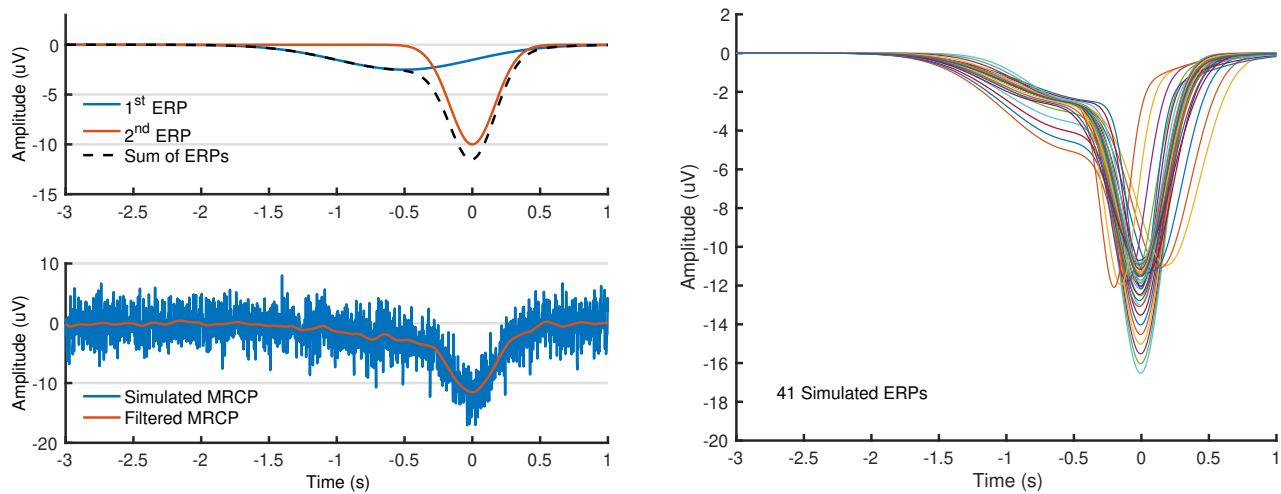 0
-5
-10
-15
Amplitude (uV)
1st ERP
2nd ERP
Sum of ERPs
-3 -2.5 -2 -1.5 -1 -0.5 0 0.5 1
10
0
-10
-20
Amplitude (uV)
Simulated MRCP
Filtered MRCP
-3 -2.5 -2 -1.5 -1 -0.5 0 0.5 1
Time (s)
2
0
-2
-4
-6
-8
-10
-12
-14
-16
-18
-20
Amplitude (uV)
41 Simulated ERPs
-3 -2.5 -2 -1.5 -1 -0.5 0 0.5 1
Time (s)